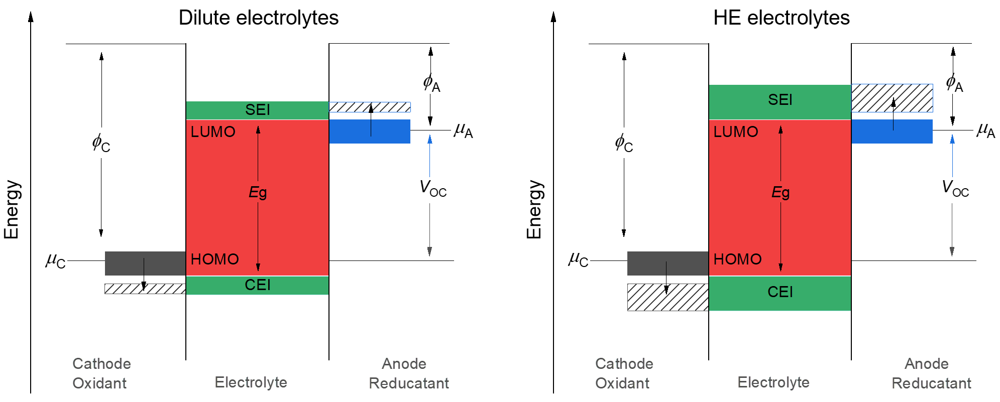 Dilute electrolytes
Energy
ϕC
ϕA
SEI
LUMO
μA
Eg
VOC
μC
HOMO
CEI
Cathode
Oxidant
Electrolyte
Anode
Reducatant
HE electrolytes
Energy
ϕC
ϕA
SEI
LUMO
μA
Eg
VOC
μC
HOMO
CEI
Cathode
Oxidant
Electrolyte
Anode
Reducatant